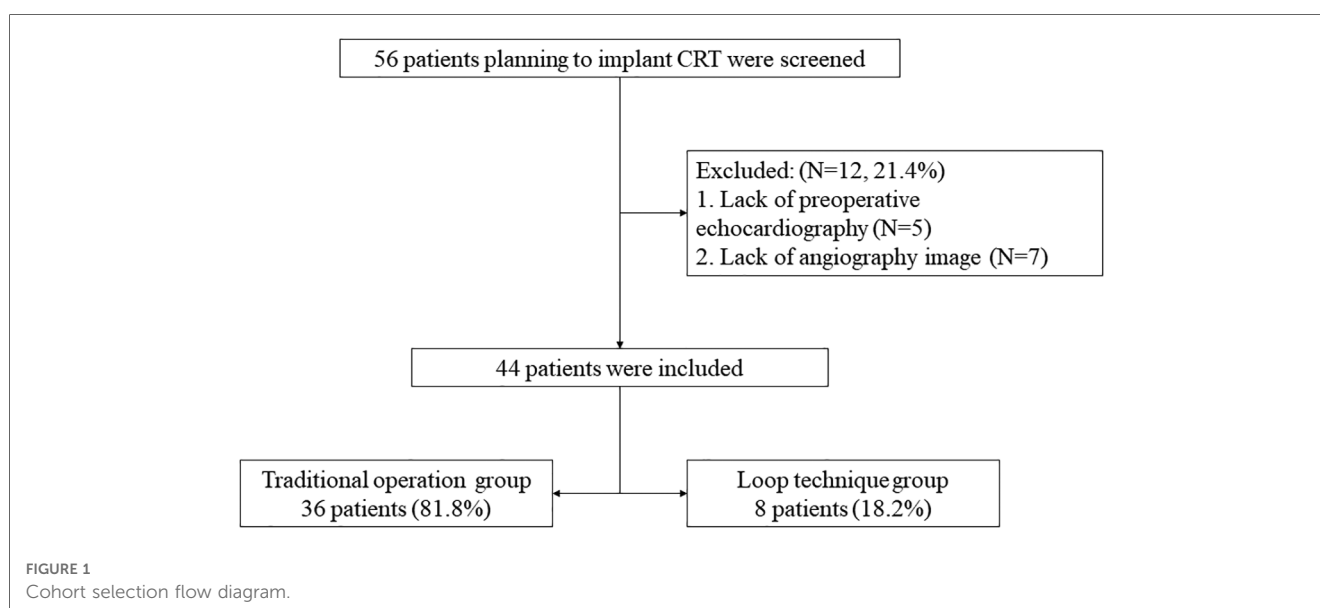 56 patients planning to implant CRT were screened
Excluded: (N=12, 21.4%)
1. Lack of preoperative
echocardiography (N=5)
2. Lack of angiography image (N=7)
44 patients were included
Traditional operation group
36 patients (81.8%)
Loop technique group
8 patients (18.2%)
FIGURE 1
Cohort selection flow diagram.